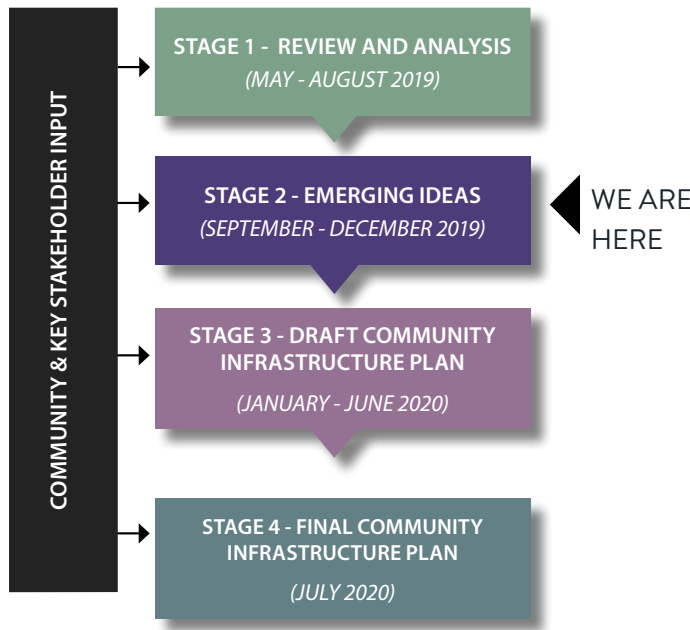 COMMUNITY & KEY STAKEHOLDER INPUT
STAGE 1 - REVIEW AND ANALYSIS
(MAY - AUGUST 2019)
STAGE 2 - EMERGING IDEAS
(SEPTEMBER - DECEMBER 2019)
WE ARE
HERE
STAGE 3 - DRAFT COMMUNITY
INFRASTRUCTURE PLAN
(JANUARY - JUNE 2020)
STAGE 4 - FINAL COMMUNITY
INFRASTRUCTURE PLAN
(JULY 2020)